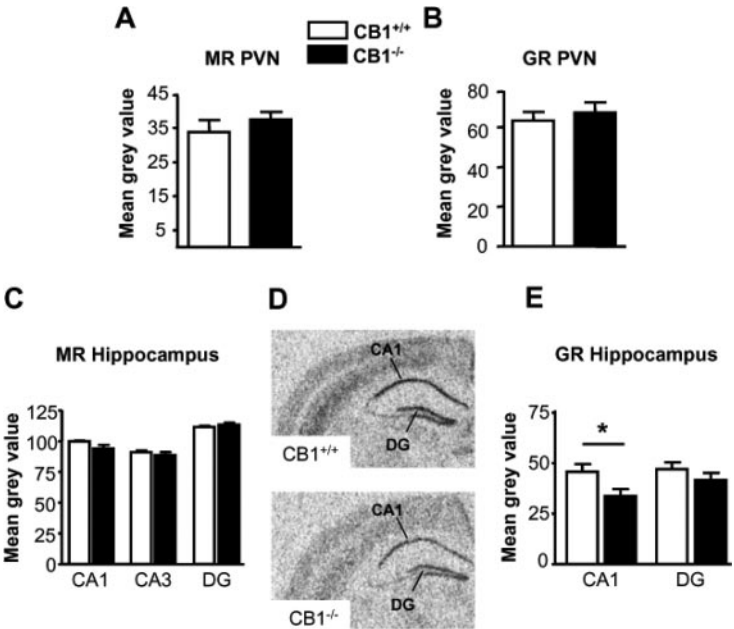 A
CB1+/+
CB1-/-
B
MR PVN
GR PVN
Mean grey value
45
35
25
15
5
Mean grey value
80
60
40
20
0
C
D
E
MR Hippocampus
GR Hippocampus
Mean grey value
125
100
75
50
25
0
CA1 CA3 DG
CA1
DG
CB1+/+
CA1
DG
CB1-/-
Mean grey value
75
50
25
0
*
CA1 DG